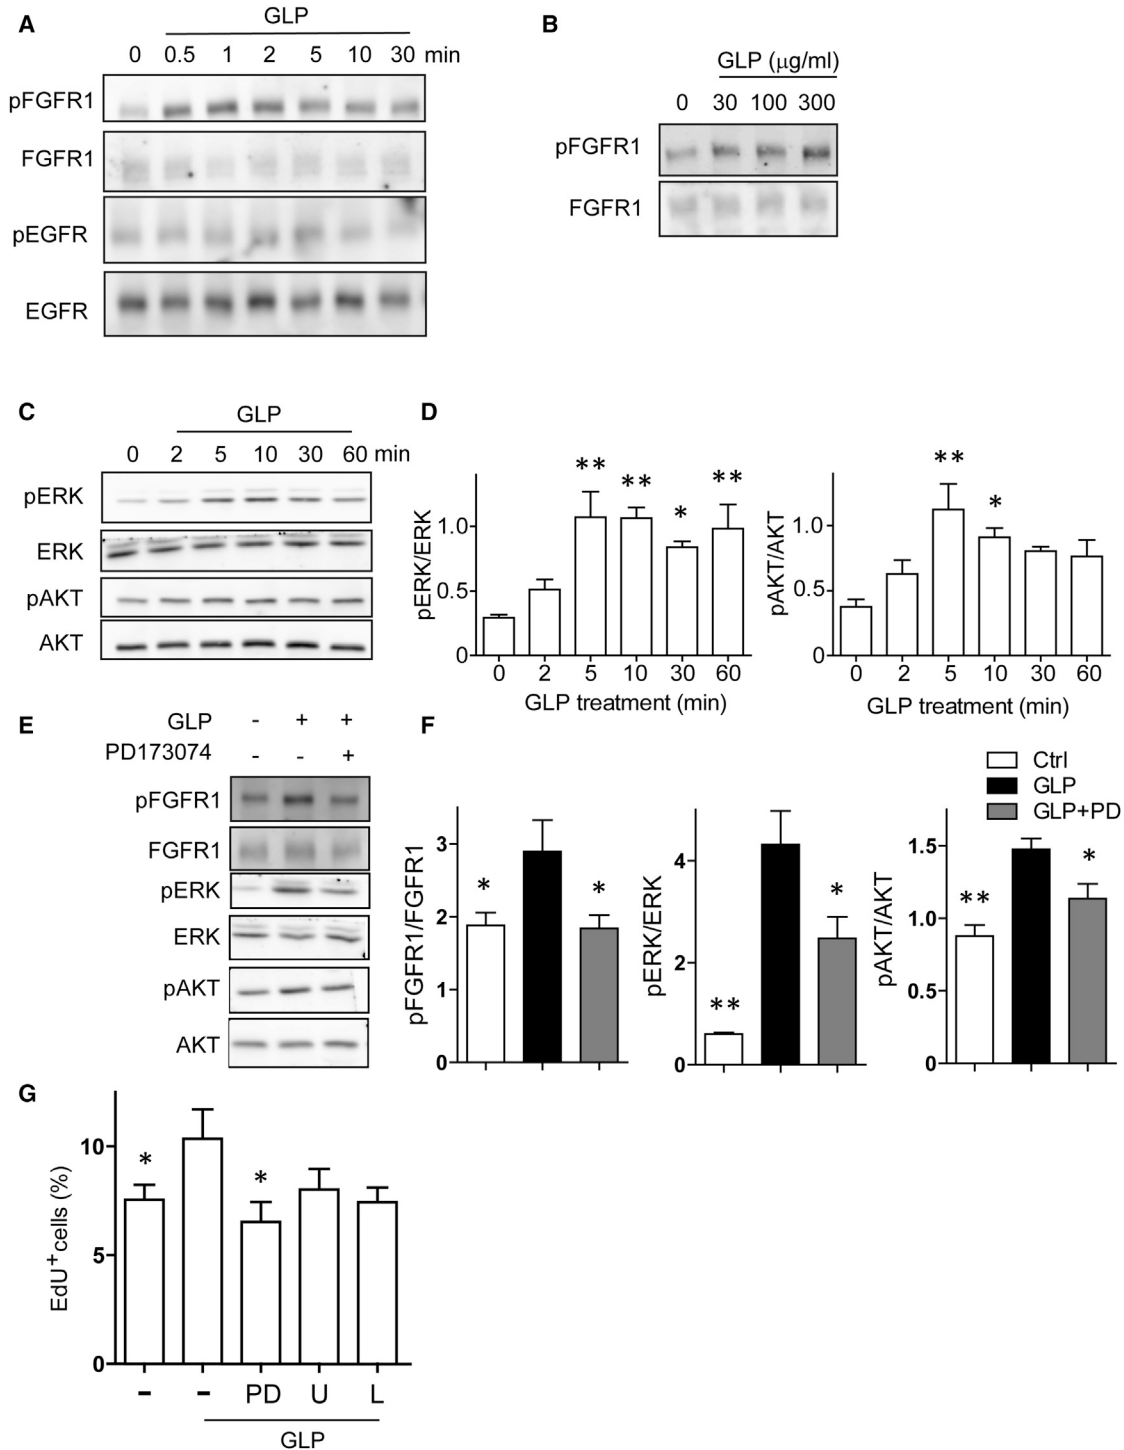 A
GLP
0 0.5 1 2 5 10 30 min
pFGFR1
FGFR1
pEGFR
EGFR
B
GLP (μg/ml)
0 30 100 300
pFGFR1
FGFR1
C
GLP
0 2 5 10 30 60 min
pERK
ERK
pAKT
AKT
D
pERK/ERK
1.0
0.5
0
** ** * **
0 2 5 10 30 60
GLP treatment (min)
pAKT/AKT
1.0
0.5
0
** *
0 2 5 10 30 60
GLP treatment (min)
E
GLP - + +
PD173074 - - +
pFGFR1
FGFR1
pERK
ERK
pAKT
AKT
F
Ctrl
GLP
GLP+PD
pFGFR1/FGFR1
3
2
1
0
* *
pERK/ERK
4
2
0
** *
pAKT/AKT
1.5
1.0
0.5
0
** *
G
EdU+cells (%)
10
5
0
* *
- - PD U L
GLP